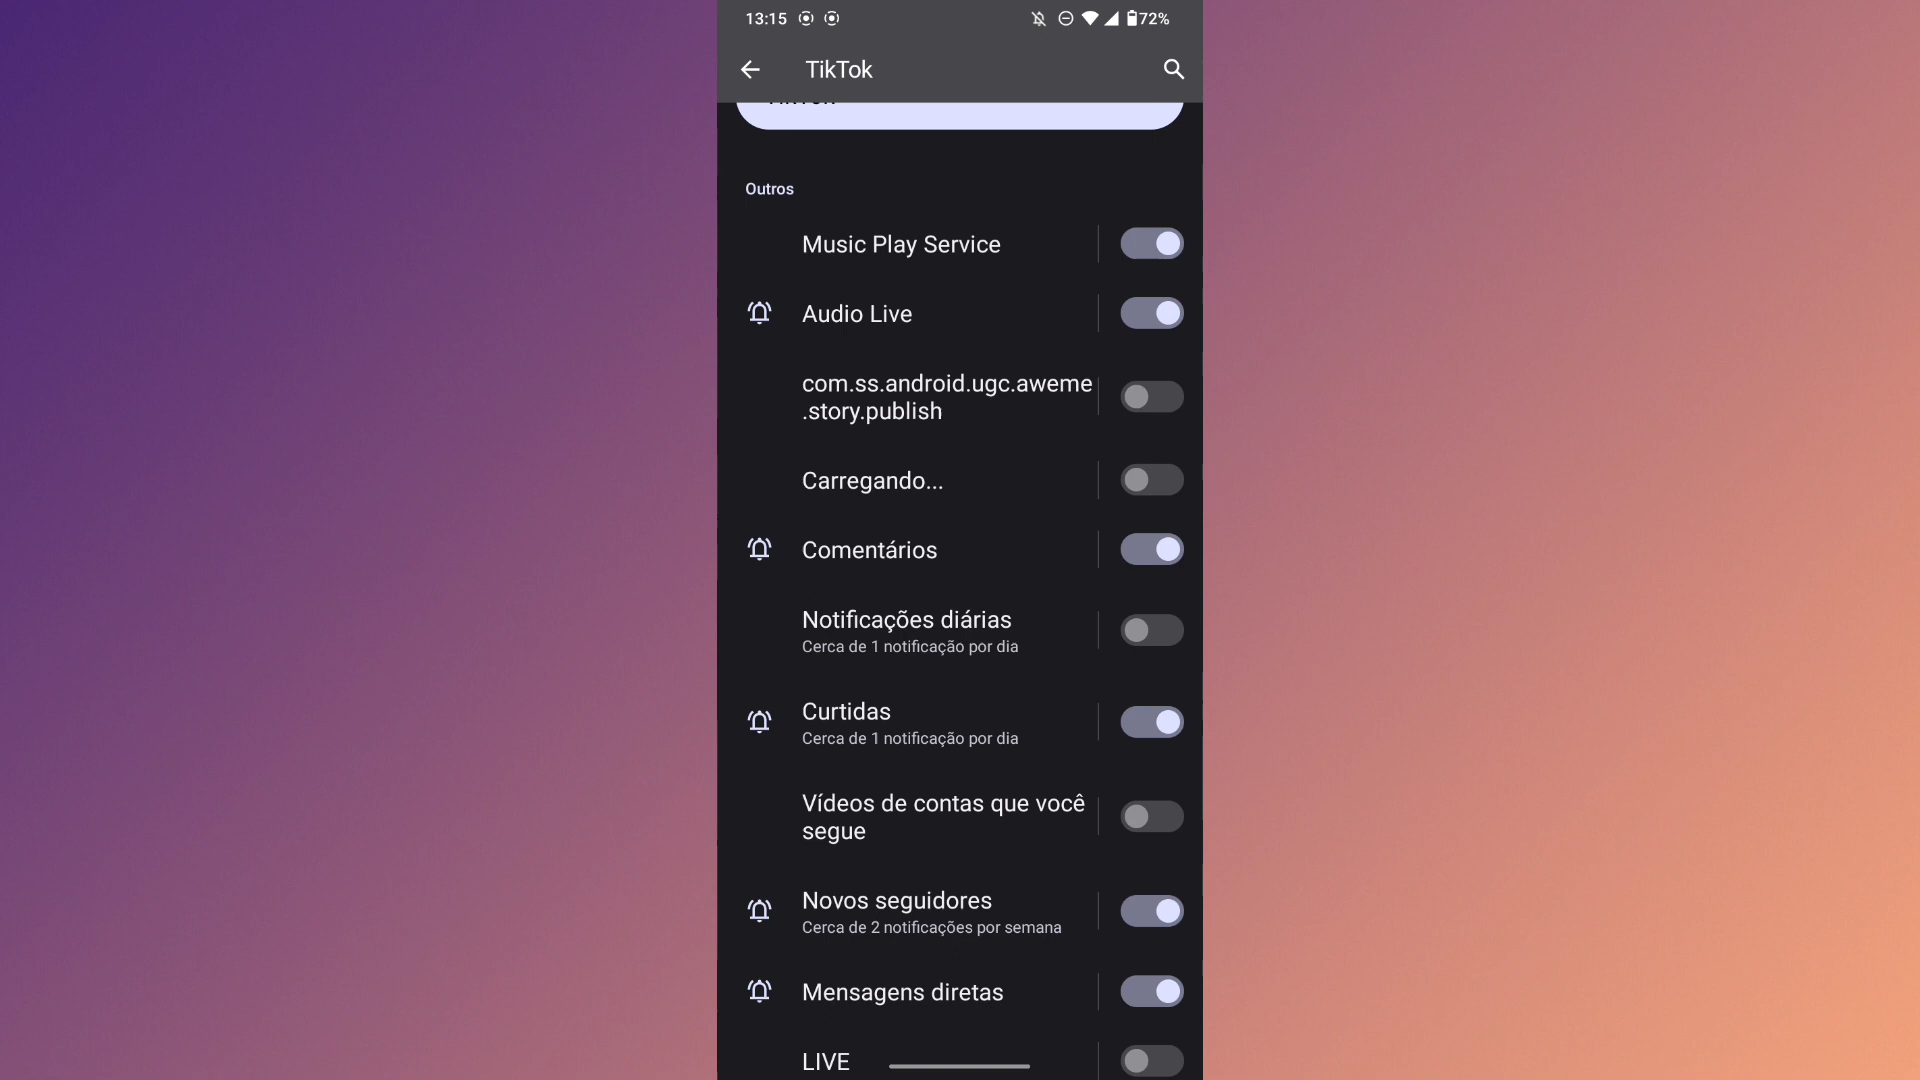 13:15
72%
TikTok
TikTok
Outros
Music Play Service
Audio Live
com.ss.android.ugc.aweme
.story.publish
Carregando...
Comentários
Notificações diárias
Cerca de 1 notificação por dia
Curtidas
Cerca de 1 notificação por dia
Vídeos de contas que você
segue
Novos seguidores
Cerca de 2 notificações por semana
Mensagens diretas
LIVE